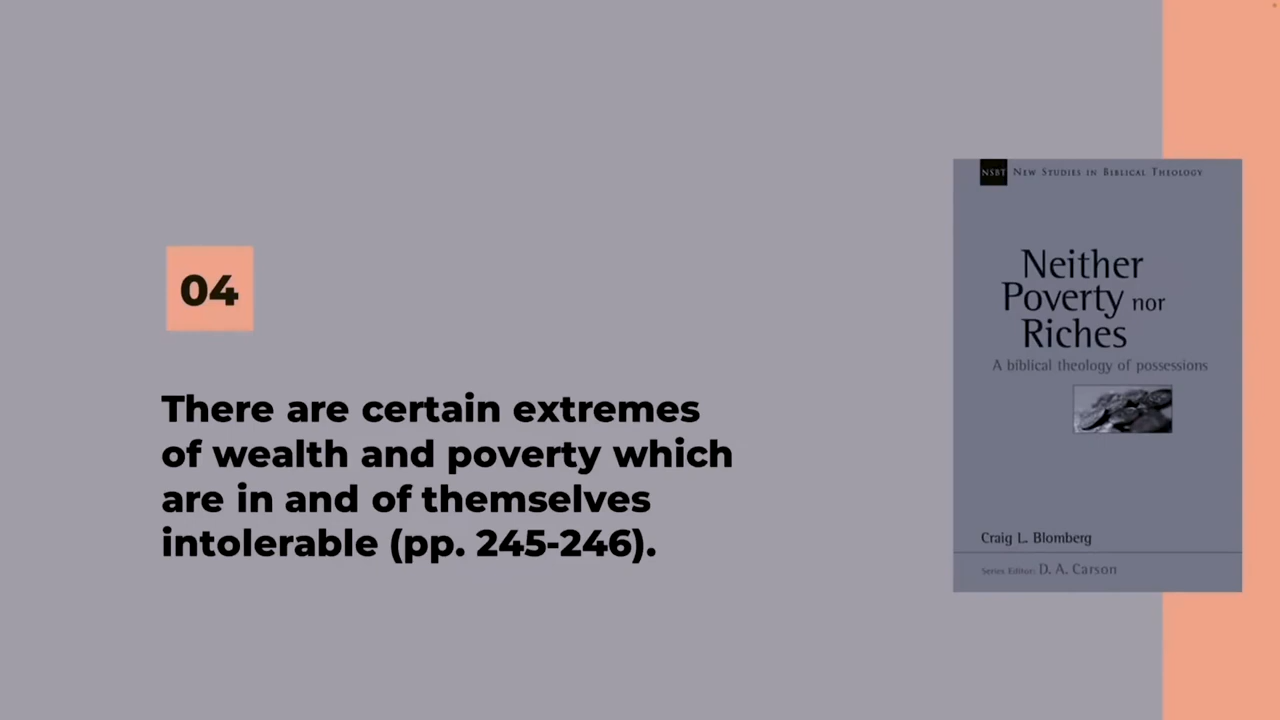 04
There are certain extremes
of wealth and poverty which
are in and of themselves
intolerable (pp. 245-246).
NSBT New Studies in Biblical Theology
Neither
Poverty nor
Riches
A biblical theology of possessions
Craig L. Blomberg
Series Editor: D. A. Carson